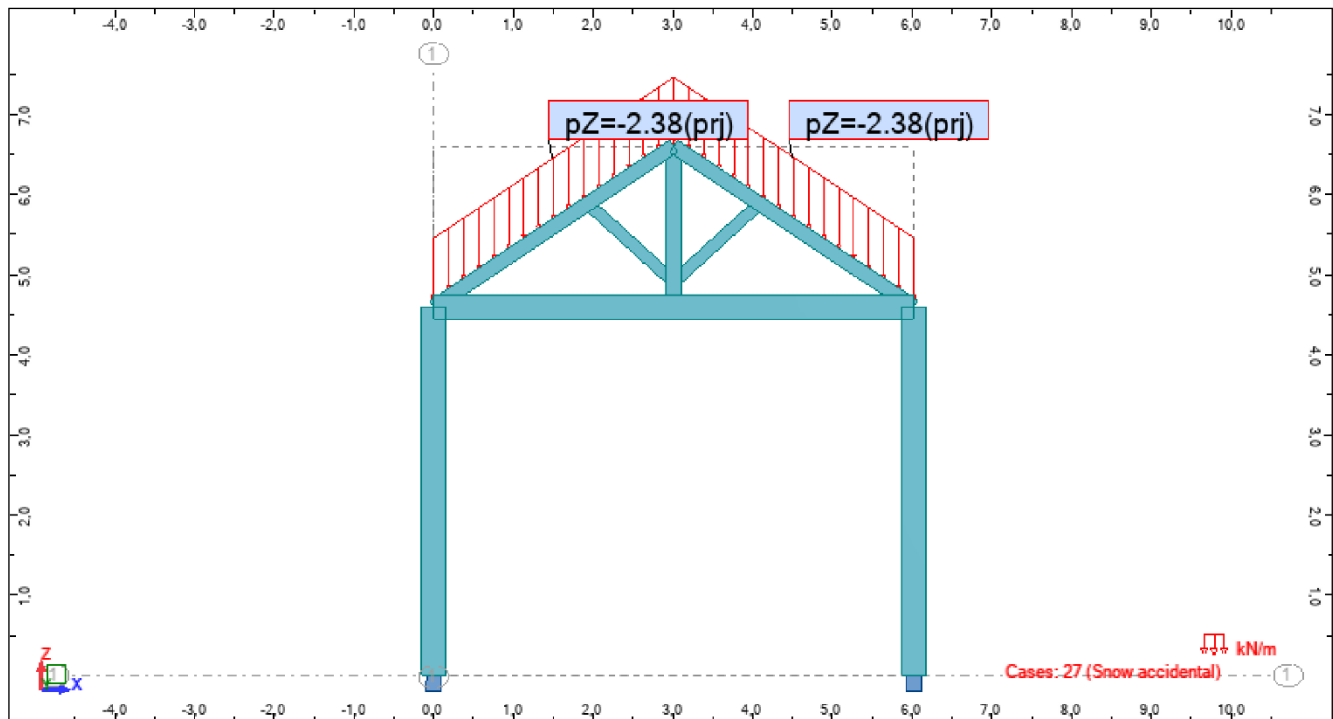 -4,0 -3,0 -2,0 -1,0 0,0 1,0 2,0 3,0 4,0 5,0 6,0 7,0 8,0 9,0 10,0
1
7,0 7,0
pZ=-2.38(prj) pZ=-2.38(prj)
6,0 6,0
5,0 5,0
4,0 4,0
3,0 3,0
2,0 2,0
1,0 1,0
kN/m
Z
X
Cases: 27 (Snow accidental) 1
-4,0 -3,0 -2,0 -1,0 0,0 1,0 2,0 3,0 4,0 5,0 6,0 7,0 8,0 9,0 10,0